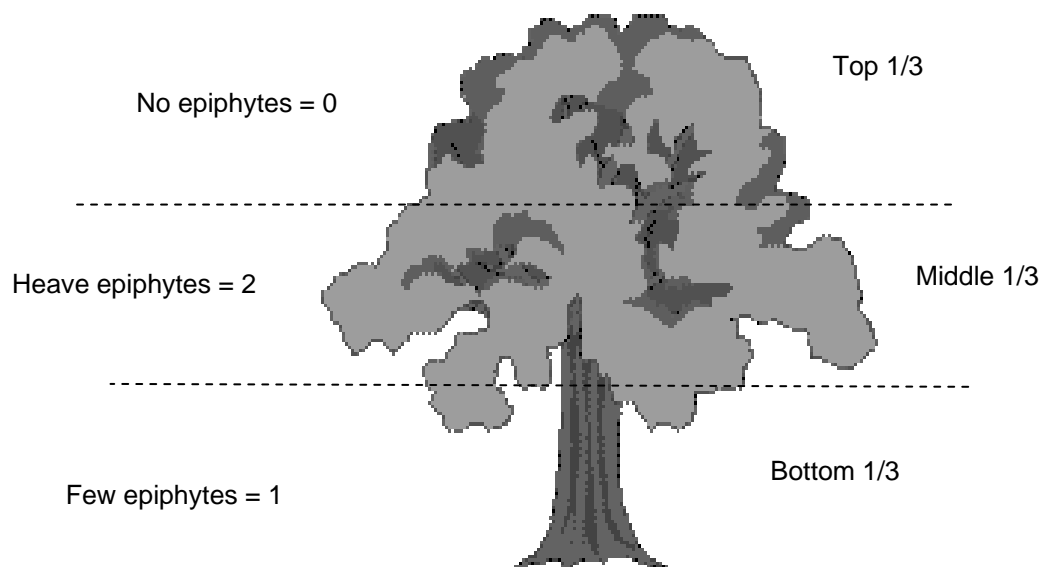 Top 1/3
No epiphytes = 0
Heave epiphytes = 2
Middle 1/3
Bottom 1/3
Few epiphytes = 1